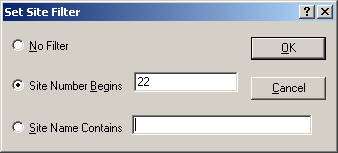 Set Site Filter
No Filter
OK
Site Number Begins 22
Cancel
Site Name Contains